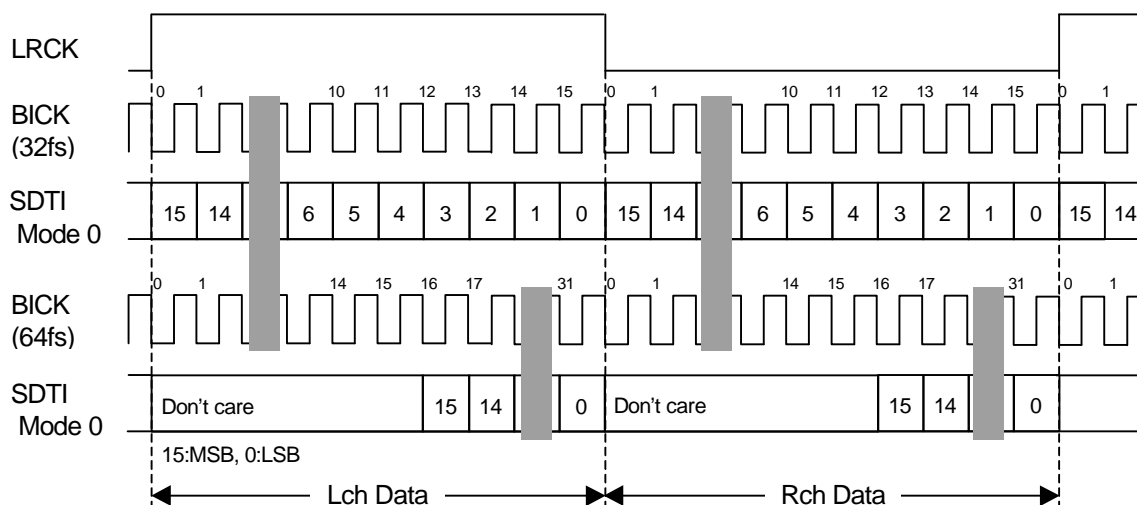 LRCK
0 1 10 11 12 13 14 15 0 1 10 11 12 13 14 15 0 1
BICK
(32fs)
SDTI
Mode 0
15 14 6 5 4 3 2 1 0 15 14 6 5 4 3 2 1 0 15 14
0 1 14 15 16 17 31 0 1 14 15 16 17 31 0 1
BICK
(64fs)
SDTI
Mode 0
Don't care 15 14 0 Don't care 15 14 0
15:MSB, 0:LSB
Lch Data Rch Data